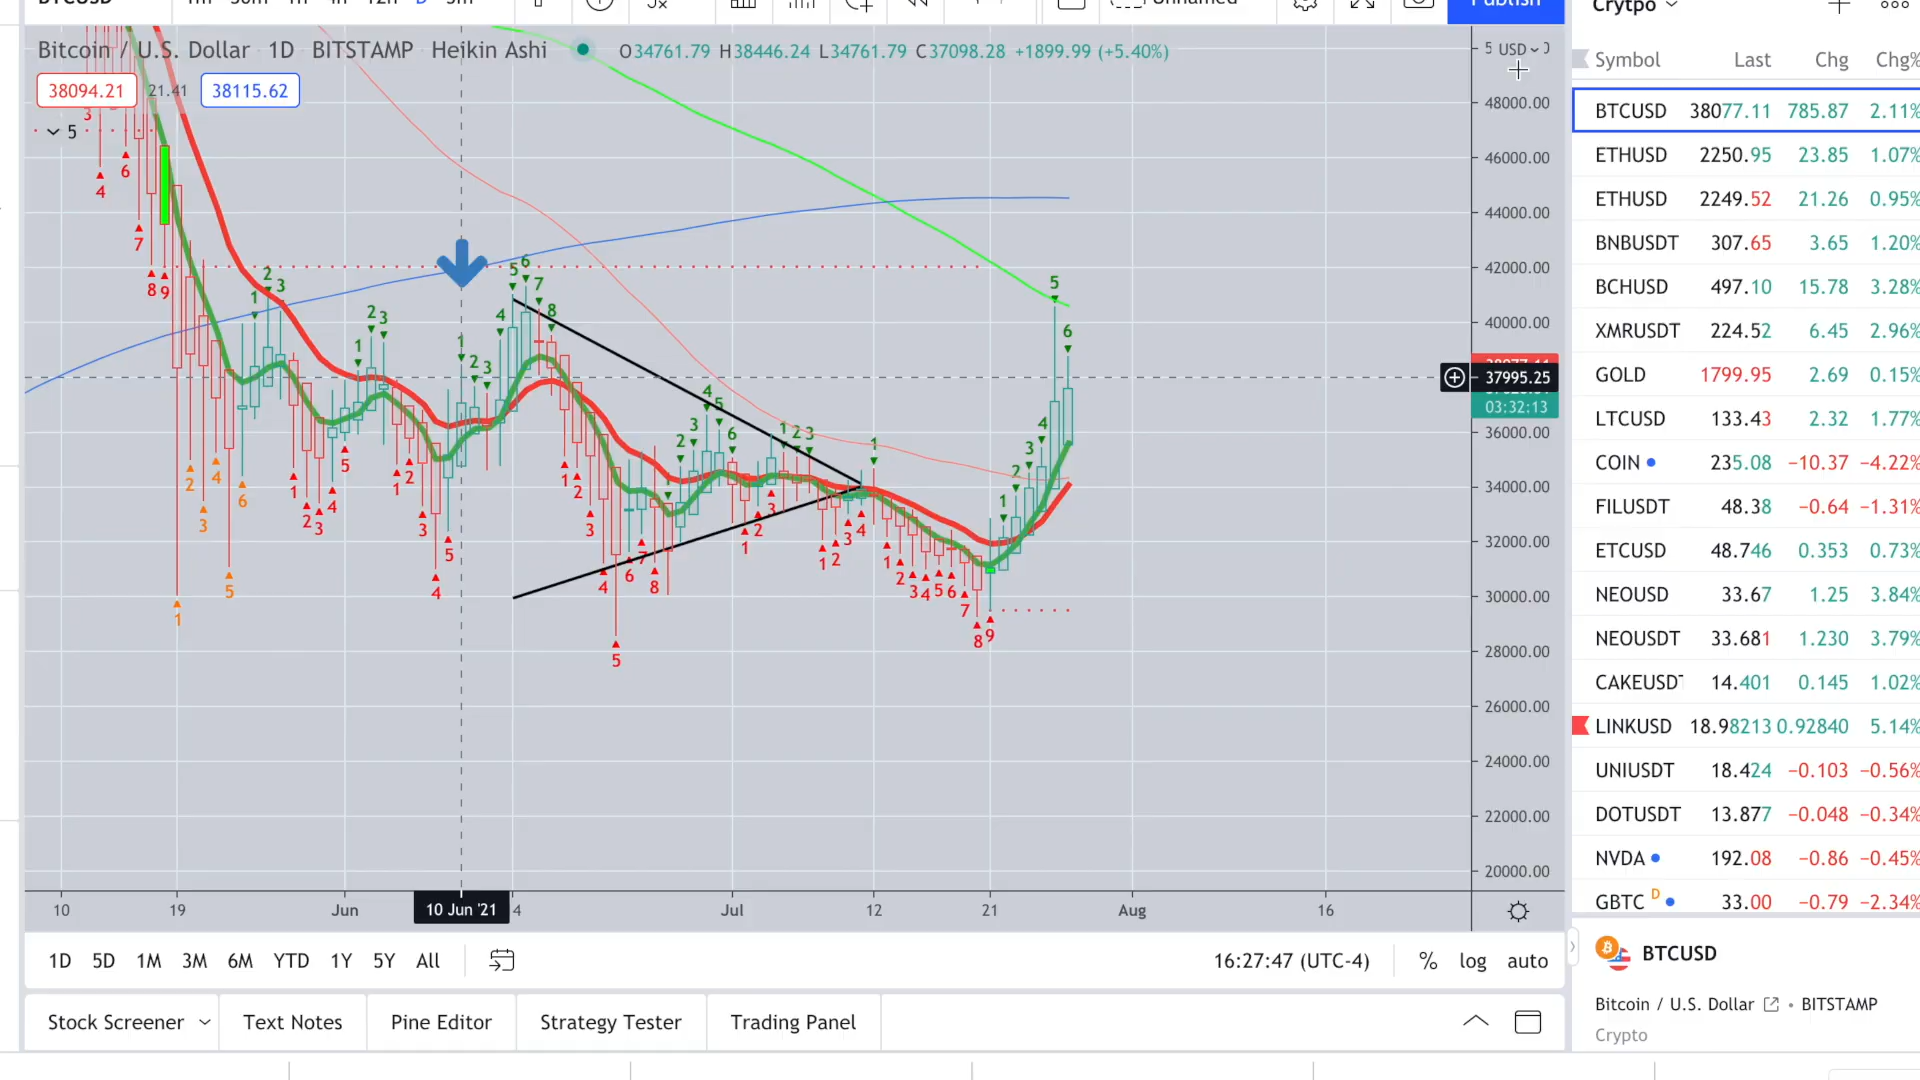 Unnamed
Publish
Crytpo
Bitcoin / U.S. Dollar 1D BITSTAMP Heikin Ashi
O34761.79 H38446.24 L34761.79 C37098.28 +1899.99 (+5.40%)
38094.21 21.41 38115.62
5
USD
48000.00
46000.00
44000.00
42000.00
40000.00
37995.25
03:32:13
36000.00
34000.00
32000.00
30000.00
28000.00
26000.00
24000.00
22000.00
20000.00
10 19 Jun 10 Jun '21 4 Jul 12 21 Aug 16
1D 5D 1M 3M 6M YTD 1Y 5Y All
16:27:47 (UTC-4) % log auto
Stock Screener Text Notes Pine Editor Strategy Tester Trading Panel
Symbol Last Chg Chg%
BTCUSD 38077.11 785.87 2.11%
ETHUSD 2250.95 23.85 1.07%
ETHUSD 2249.52 21.26 0.95%
BNBUSDT 307.65 3.65 1.20%
BCHUSD 497.10 15.78 3.28%
XMRUSDT 224.52 6.45 2.96%
GOLD 1799.95 2.69 0.15%
LTCUSD 133.43 2.32 1.77%
COIN 235.08 −10.37 −4.22%
FILUSDT 48.38 −0.64 −1.31%
ETCUSD 48.746 0.353 0.73%
NEOUSD 33.67 1.25 3.84%
NEOUSDT 33.681 1.230 3.79%
CAKEUSDT 14.401 0.145 1.02%
LINKUSD 18.98213 0.92840 5.14%
UNIUSDT 18.424 −0.103 −0.56%
DOTUSDT 13.877 −0.048 −0.34%
NVDA 192.08 −0.86 −0.45%
GBTC D 33.00 −0.79 −2.34%
BTCUSD
Bitcoin / U.S. Dollar • BITSTAMP
Crypto